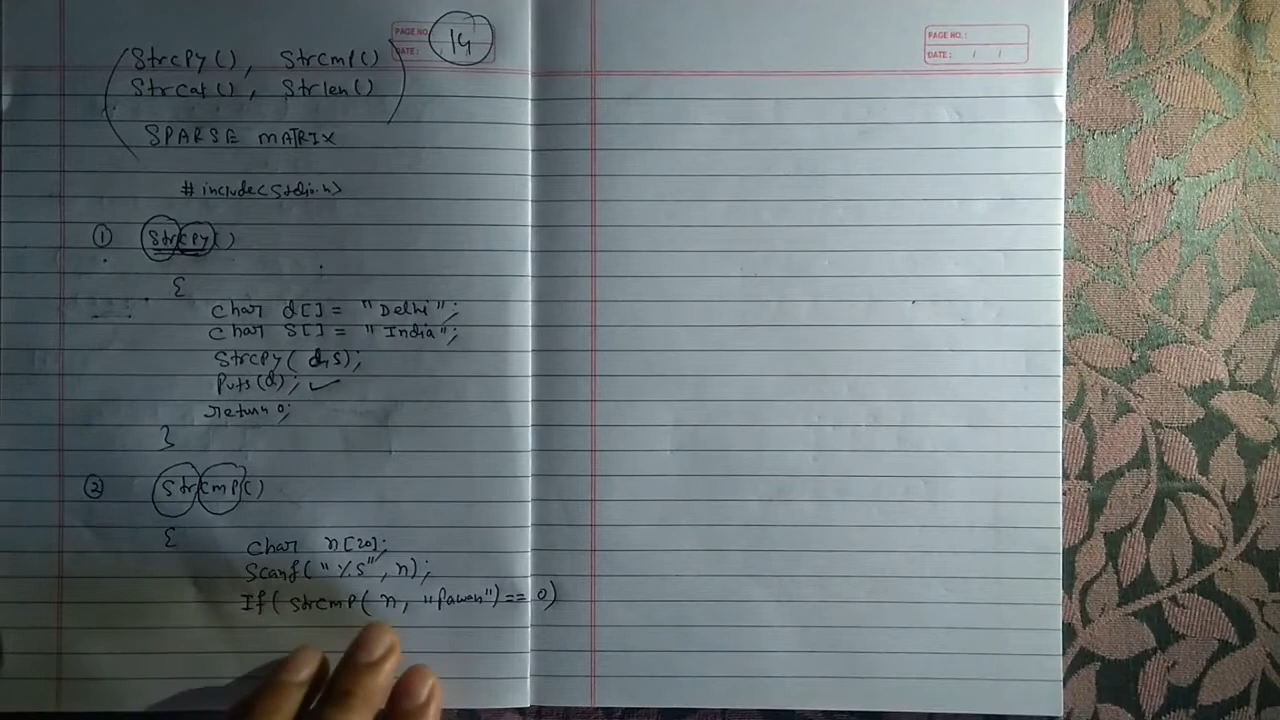 PAGE NO.
DATE:
14
Strcpy(), Strcmp()
Strcat(), Strlen()
SPARSE MATRIX
# include<Stdio.h>
① Strcpy()
{
Char d[] = "Delhi";
Char S[] = "India";
Strcpy( d,s);
Puts(d); ✓
return 0;
}
② Strcmp()
{
Char n[20];
Scanf("%s", n);
If( Strcmp( n, "Pawan") == 0)
PAGE NO.:
DATE: / /